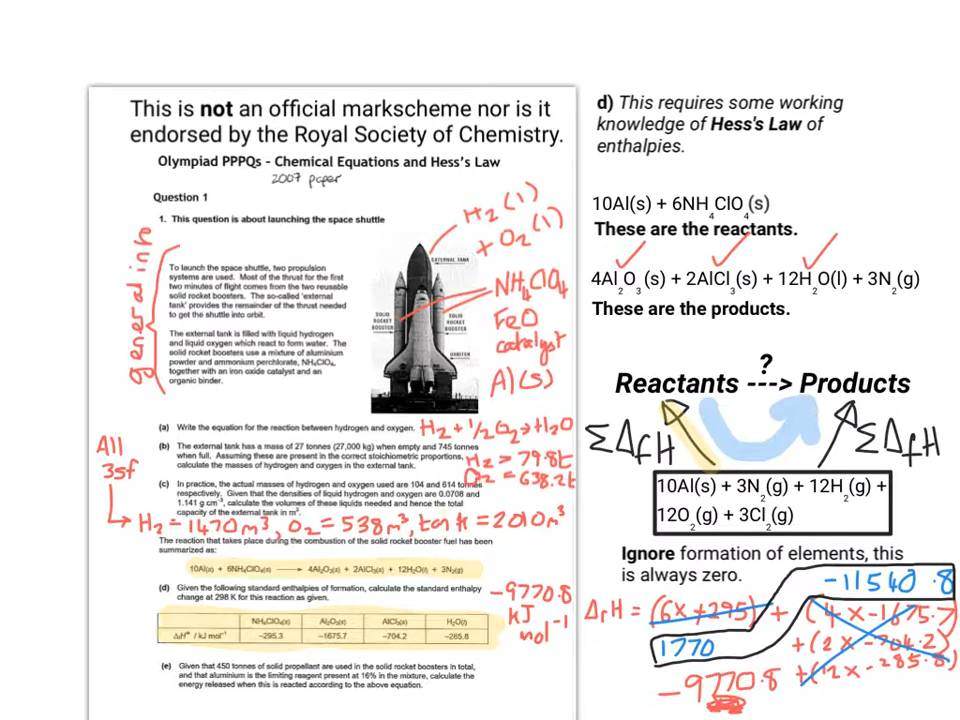 This is not an official markscheme nor is it
endorsed by the Royal Society of Chemistry.
Olympiad PPPQs - Chemical Equations and Hess's Law
2007 paper
Question 1
1. This question is about launching the space shuttle
general info
To launch the space shuttle, two propulsion
systems are used. Most of the thrust for the first
two minutes of flight comes from the two reusable
solid rocket boosters. The so-called 'external
tank' provides the remainder of the thrust needed
to get the shuttle into orbit.
The external tank is filled with liquid hydrogen
and liquid oxygen which react to form water. The
solid rocket boosters use a mixture of aluminium
powder and ammonium perchlorate, NH4ClO4,
together with an iron oxide catalyst and an
organic binder.
EXTERNAL TANK
SOLID ROCKET BOOSTER
SOLID ROCKET BOOSTER
ORBITER
H2(l)
+ O2(l)
NH4ClO4
FeO
catalyst
Al(s)
(a) Write the equation for the reaction between hydrogen and oxygen.
H2 + 1/2O2 → H2O
(b) The external tank has a mass of 27 tonnes (27,000 kg) when empty and 745 tonnes
when full. Assuming these are present in the correct stoichiometric proportions,
calculate the masses of hydrogen and oxygen in the external tank.
H2 = 79.8t
O2 = 638.2t
All
3sf
(c) In practice, the actual masses of hydrogen and oxygen used are 104 and 614 tonnes
respectively. Given that the densities of liquid hydrogen and oxygen are 0.0708 and
1.141 g cm-3, calculate the volumes of these liquids needed and hence the total
capacity of the external tank in m3.
H2 = 1470m3, O2 = 538m3, tank = 2010m3
The reaction that takes place during the combustion of the solid rocket booster fuel has been
summarized as:
10Al(s) + 6NH4ClO4(s) → 4Al2O3(s) + 2AlCl3(s) + 12H2O(l) + 3N2(g)
(d) Given the following standard enthalpies of formation, calculate the standard enthalpy
change at 298 K for this reaction as given.
-9770.8
kJ
mol-1
NH4ClO4(s) Al2O3(s) AlCl3(s) H2O(l)
ΔfH° / kJ mol-1 -295.3 -1675.7 -704.2 -285.8
(e) Given that 450 tonnes of solid propellant are used in the solid rocket boosters in total,
and that aluminium is the limiting reagent present at 16% in the mixture, calculate the
energy released when this is reacted according to the above equation.
d) This requires some working
knowledge of Hess's Law of
enthalpies.
10Al(s) + 6NH4ClO4(s)
These are the reactants.
4Al2O3(s) + 2AlCl3(s) + 12H2O(l) + 3N2(g)
These are the products.
?
Reactants ---> Products
ΣΔfH
ΣΔfH
10Al(s) + 3N2(g) + 12H2(g) +
12O2(g) + 3Cl2(g)
Ignore formation of elements, this
is always zero.
-11540.8
ΔrH = (6x+295) + (4x-1675.7)
1770
+(2x-704.2)
+(12x-285.8)
-9770.8